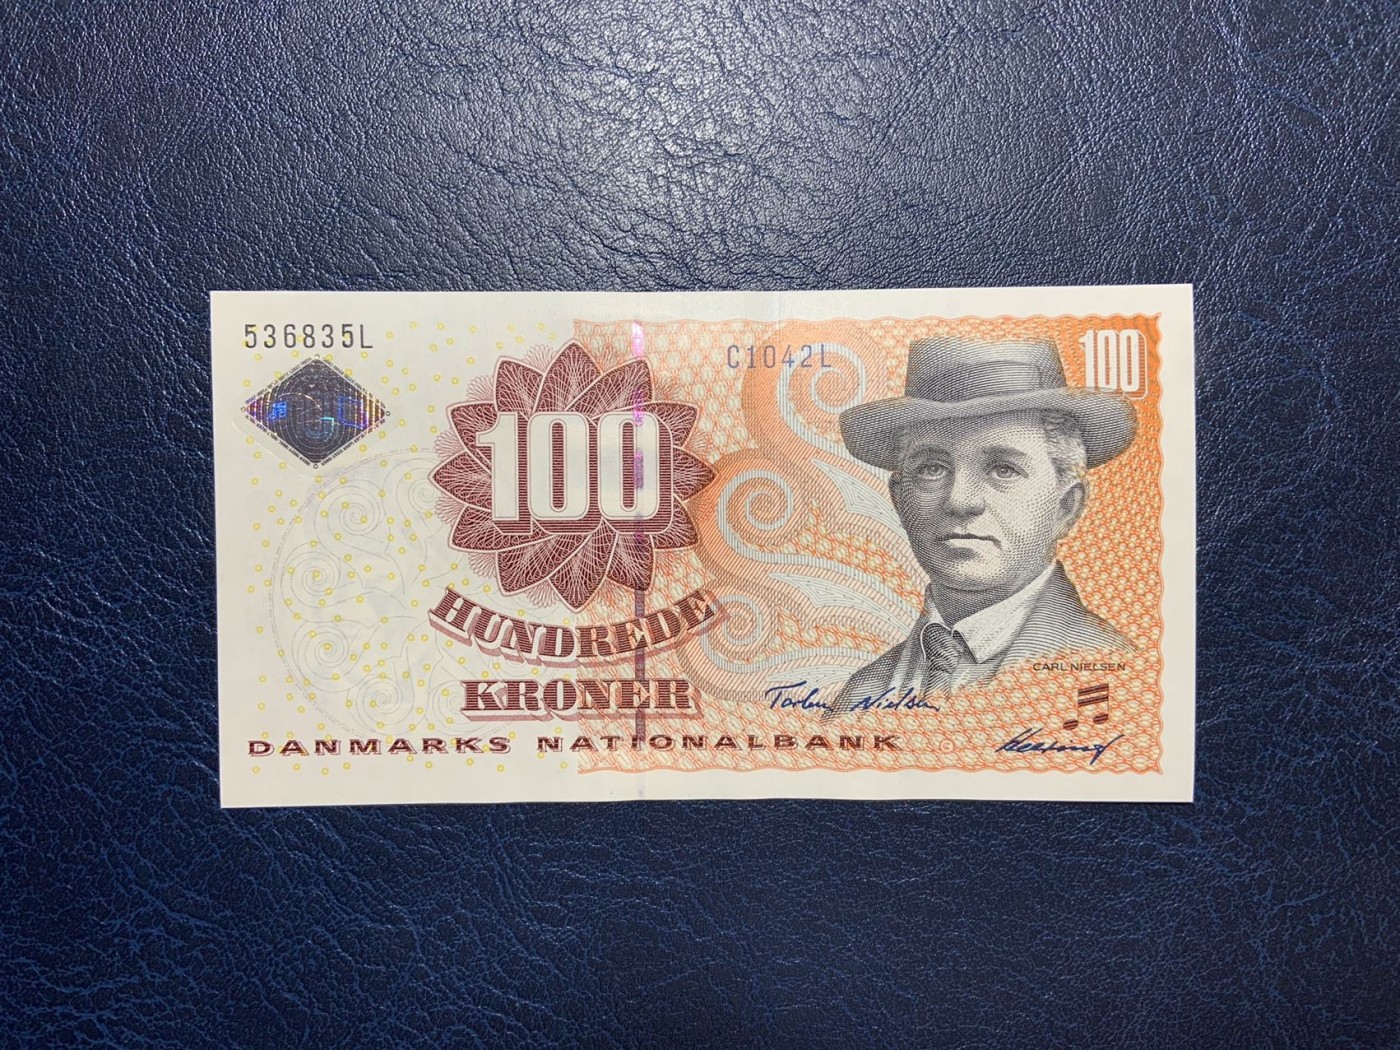 536835L
C1042L
100
100
HUNDREDE
KRONER
CARL NIELSEN
Torben Nielsen
DANMARKS NATIONALBANK